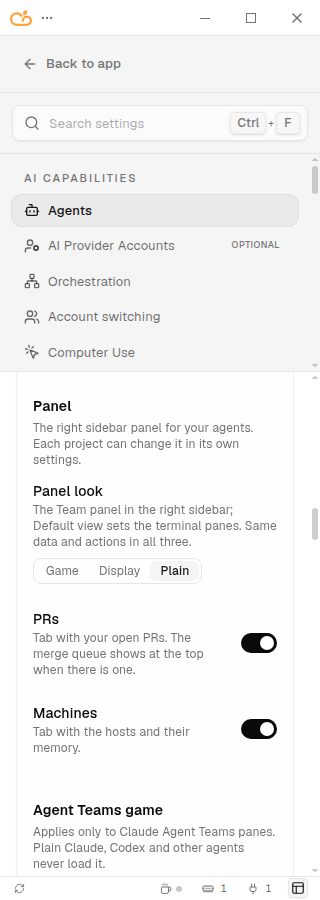 Back to app
Search settings
Ctrl + F
AI CAPABILITIES
Agents
AI Provider Accounts OPTIONAL
Orchestration
Account switching
Computer Use
Panel
The right sidebar panel for your agents.
Each project can change it in its own
settings.
Panel look
The Team panel in the right sidebar;
Default view sets the terminal panes. Same
data and actions in all three.
Game Display Plain
PRs
Tab with your open PRs. The
merge queue shows at the top
when there is one.
Machines
Tab with the hosts and their
memory.
Agent Teams game
Applies only to Claude Agent Teams panes.
Plain Claude, Codex and other agents
never load it.
1 1